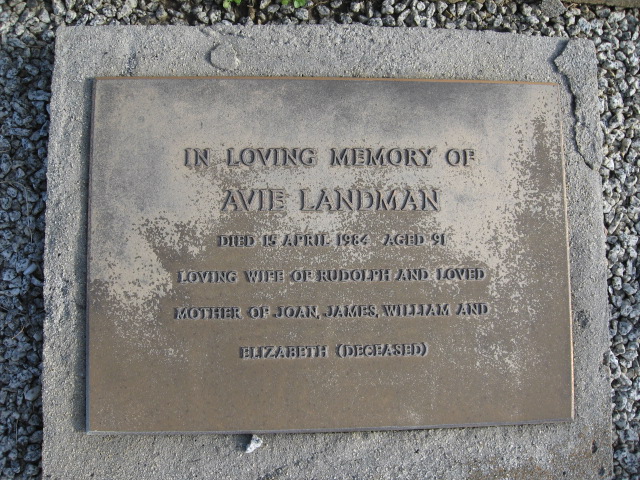 IN LOVING MEMORY OF
AVIE LANDMAN
DIED 15 APRIL 1984 AGED 91
LOVING WIFE OF RUDOLPH AND LOVED
MOTHER OF JOAN, JAMES, WILLIAM AND
ELIZABETH (DECEASED)